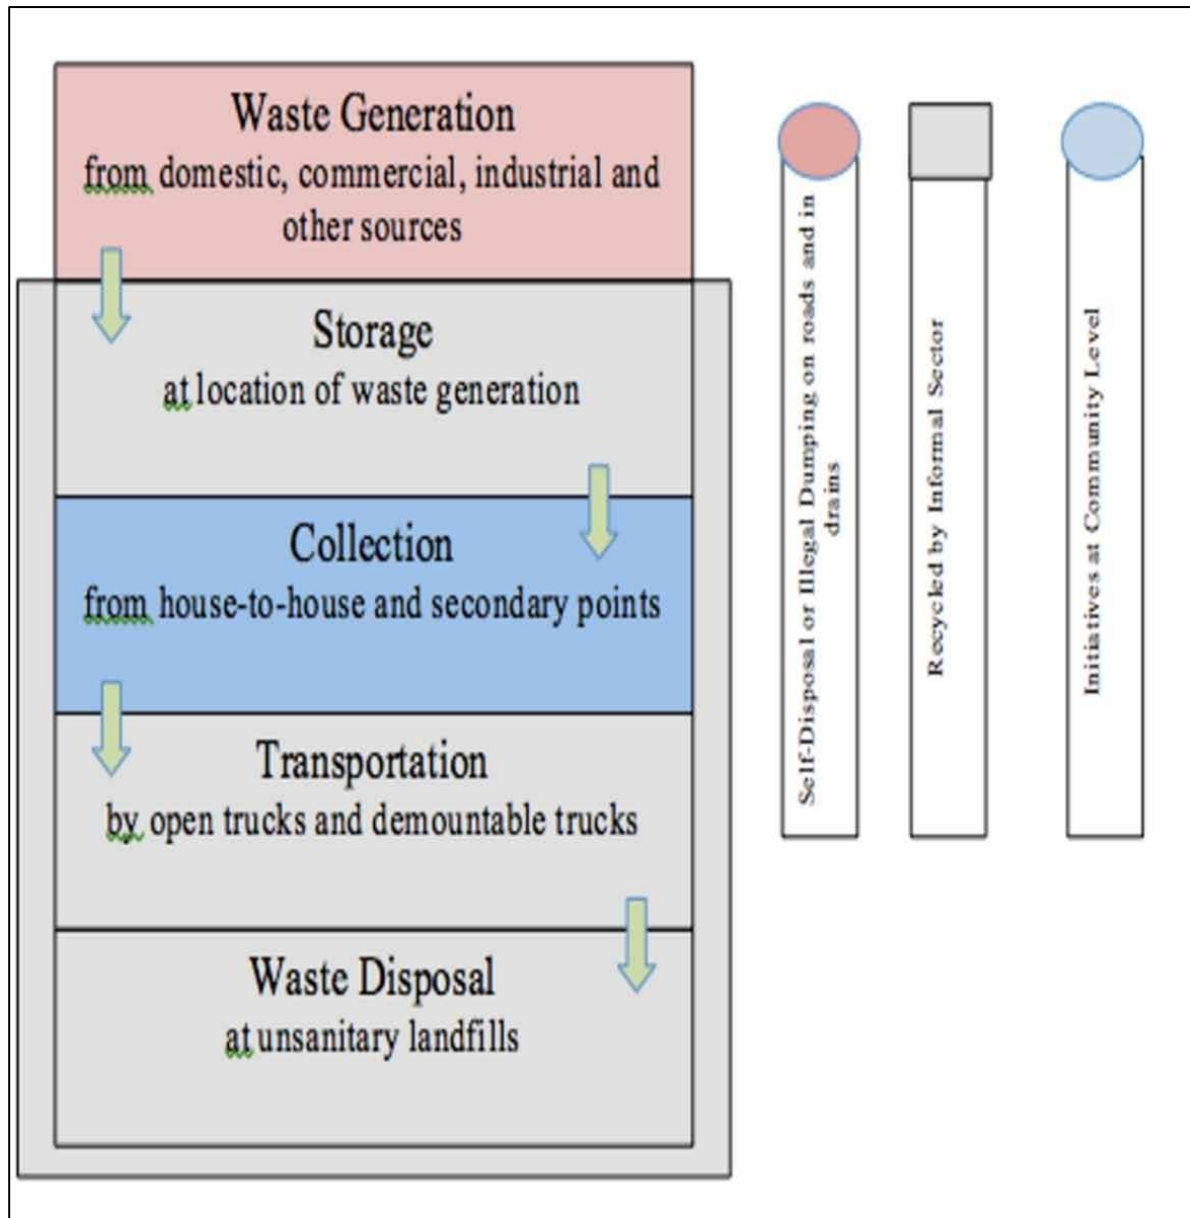 Waste Generation
from domestic, commercial, industrial and
other sources
Storage
at location of waste generation
Collection
from house-to-house and secondary points
Transportation
by open trucks and demountable trucks
Waste Disposal
at unsanitary landfills
Self-Disposal or Illegal Dumping on roads and in
drains
Recycled by Informal Sector
Initiatives at Community Level